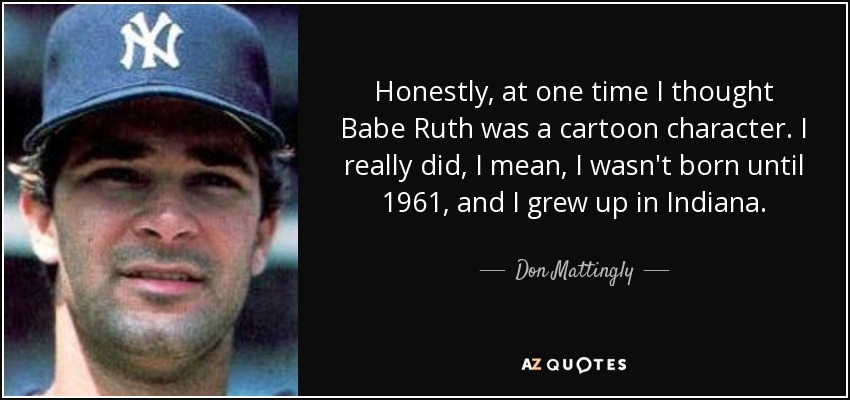 NY
Honestly, at one time I thought
Babe Ruth was a cartoon character. I
really did, I mean, I wasn't born until
1961, and I grew up in Indiana.
Don Mattingly
AZ QUOTES